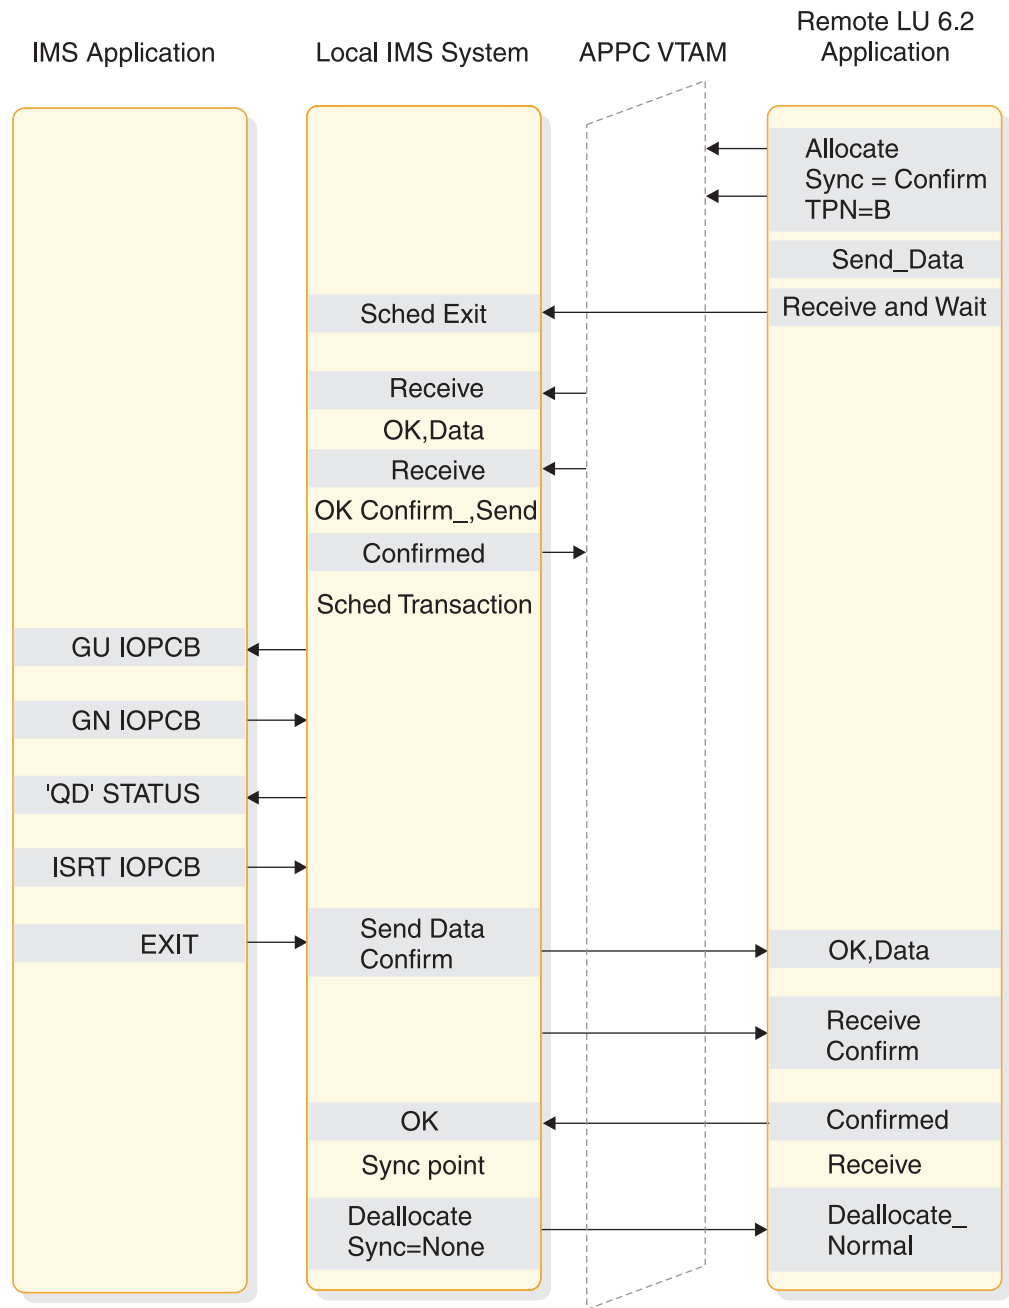 IMS Application
Local IMS System
APPC VTAM
Remote LU 6.2
Application
Allocate
Sync = Confirm
TPN=B
Send_Data
Receive and Wait
Sched Exit
Receive
OK,Data
Receive
OK Confirm_,Send
Confirmed
Sched Transaction
GU IOPCB
GN IOPCB
'QD' STATUS
ISRT IOPCB
EXIT
Send Data
Confirm
OK,Data
Receive
Confirm
OK
Confirmed
Sync point
Receive
Deallocate
Sync=None
Deallocate_
Normal